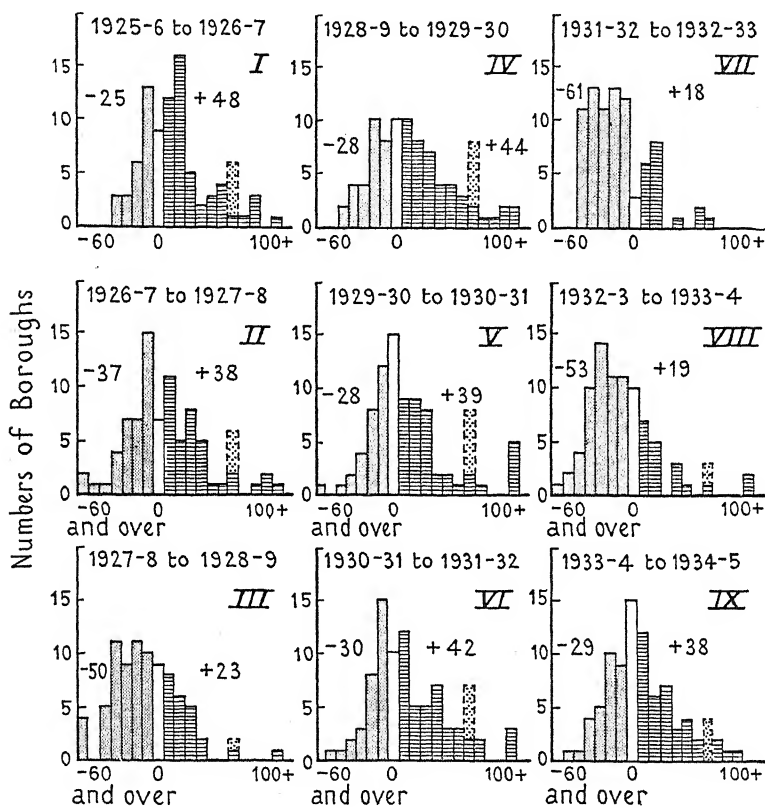 Numbers of Boroughs
1925-6 to 1926-7
I
15
10
5
0
-25
+48
-60
0
100+
1928-9 to 1929-30
IV
-28
+44
-60
0
100+
1931-32 to 1932-33
VII
-61
+18
-60
0
100+
1926-7 to 1927-8
II
15
10
5
0
-37
+38
-60
0
100+
and over
1929-30 to 1930-31
V
15
10
5
0
-28
+39
-60
0
100+
and over
1932-3 to 1933-4
VIII
15
10
5
0
-53
+19
-60
0
100+
and over
1927-8 to 1928-9
III
15
10
5
0
-50
+23
-60
0
100+
and over
1930-31 to 1931-32
VI
15
10
5
0
-30
+42
-60
0
100+
and over
1933-4 to 1934-5
IX
15
10
5
0
-29
+38
-60
0
100+
and over